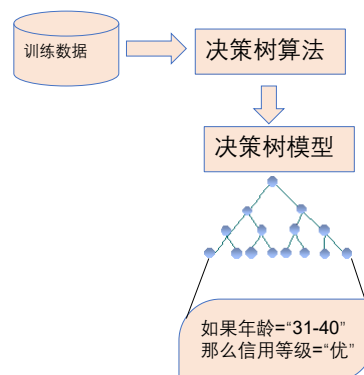 训练数据
决策树算法
决策树模型
如果年龄=“31-40”
那么信用等级=“优”